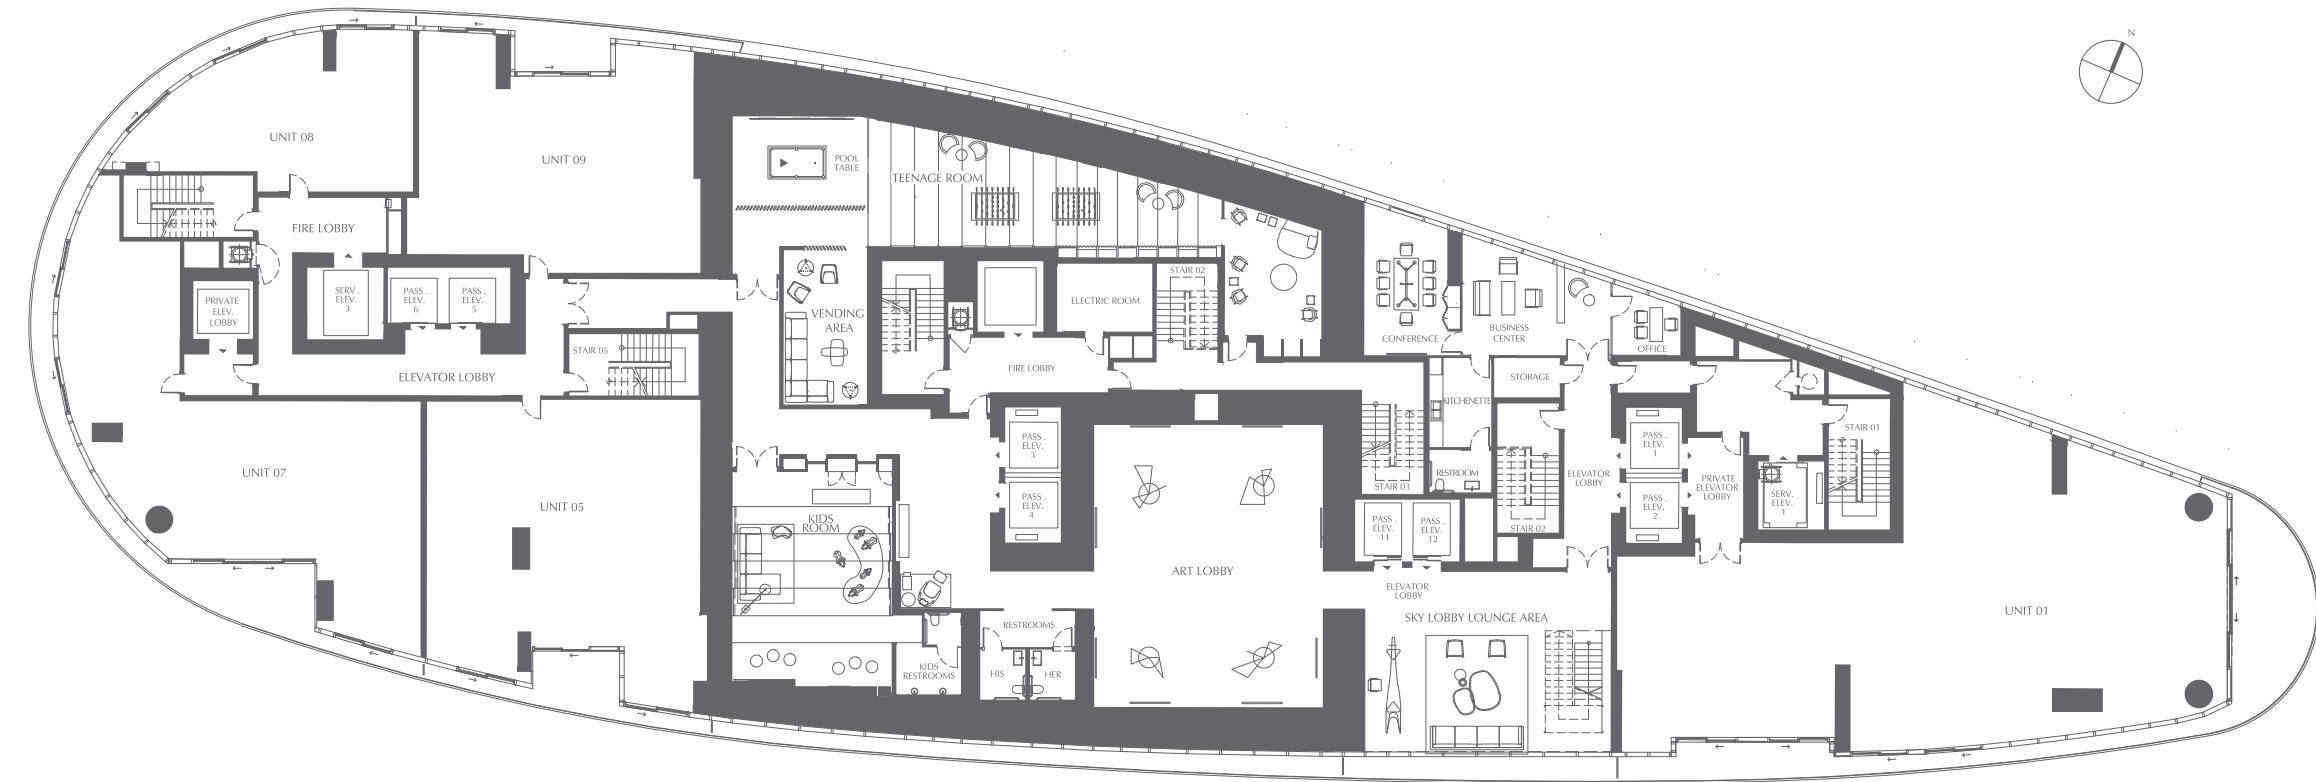 N
UNIT 08
UNIT 09
POOL
TABLE
TEENAGE ROOM
FIRE LOBBY
PRIVATE
ELEV.
LOBBY
SERV .
ELEV.
3
PASS .
ELEV.
6
PASS .
ELEV.
5
VENDING
AREA
ELECTRIC ROOM
STAIR 02
CONFERENCE
BUSINESS
CENTER
OFFICE
STAIR 05
ELEVATOR LOBBY
FIRE LOBBY
STORAGE
KITCHENETTE
PASS .
ELEV.
3
PASS .
ELEV.
4
PASS .
ELEV.
1
PASS .
ELEV.
2
STAIR 01
UNIT 07
UNIT 05
KIDS
ROOM
STAIR 03
RESTROOM
ELEVATOR
LOBBY
PRIVATE
ELEVATOR
LOBBY
SERV.
ELEV.
1
PASS .
ELEV.
11
PASS .
ELEV.
12
STAIR 02
ART LOBBY
ELEVATOR
LOBBY
SKY LOBBY LOUNGE AREA
UNIT 01
RESTROOMS
KIDS
RESTROOMS
HIS
HER